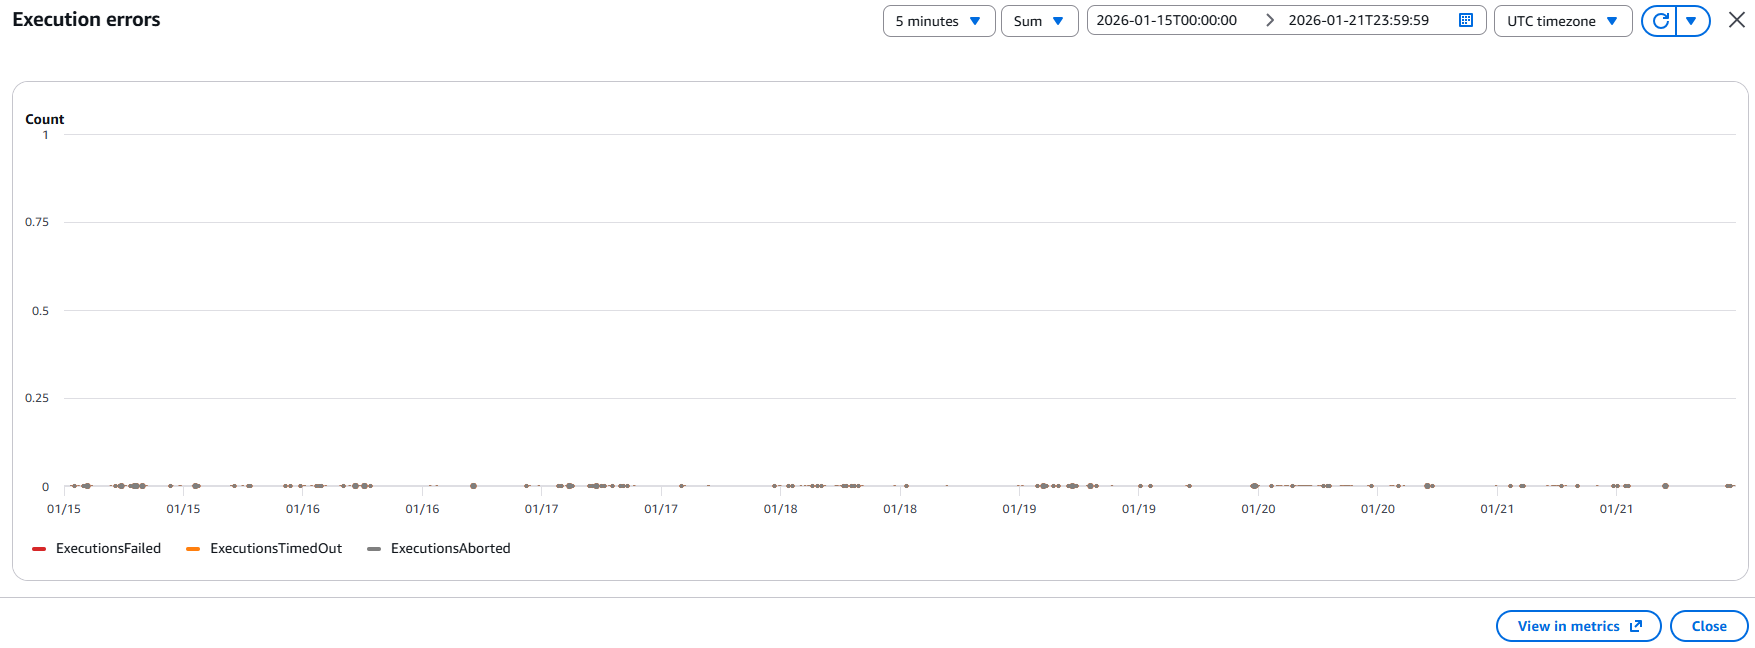 Execution errors
5 minutes
Sum
2026-01-15T00:00:00
2026-01-21T23:59:59
UTC timezone
Count
1
0.75
0.5
0.25
0
01/15 01/15 01/16 01/16 01/17 01/17 01/18 01/18 01/19 01/19 01/20 01/20 01/21 01/21
ExecutionsFailed ExecutionsTimedOut ExecutionsAborted
View in metrics
Close